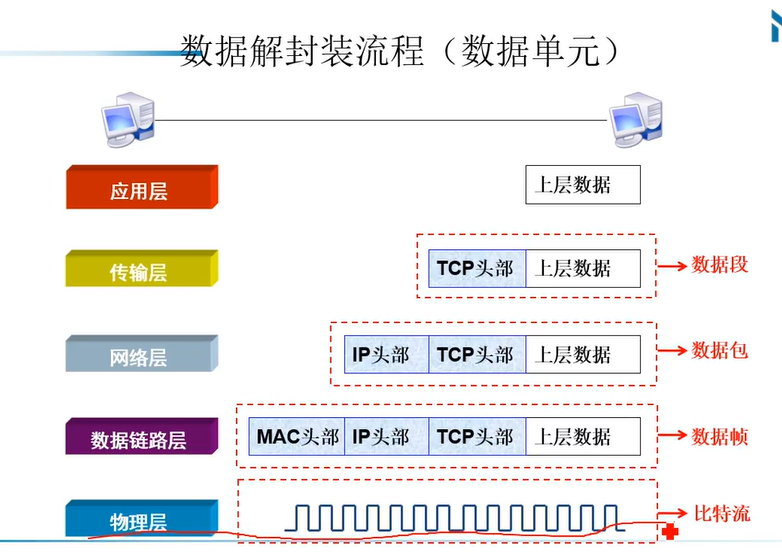 数据解封装流程（数据单元）
应用层
上层数据
传输层
TCP头部 上层数据
数据段
网络层
IP头部 TCP头部 上层数据
数据包
数据链路层
MAC头部 IP头部 TCP头部 上层数据
数据帧
物理层
比特流